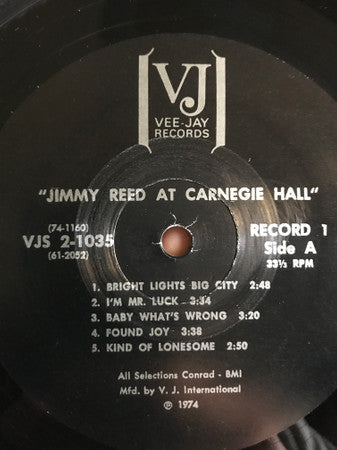 VJ
VEE-JAY
RECORDS
"JIMMY REED AT CARNEGIE HALL"
(74-1160)
VJS 2-1035
(61-2052)
RECORD 1
Side A
33⅓ RPM
1. BRIGHT LIGHTS BIG CITY 2:48
2. I'M MR. LUCK 3:34
3. BABY WHAT'S WRONG 3:20
4. FOUND JOY 3:38
5. KIND OF LONESOME 2:50
All Selections Conrad - BMI
Mfd. by V. J. International
℗ 1974